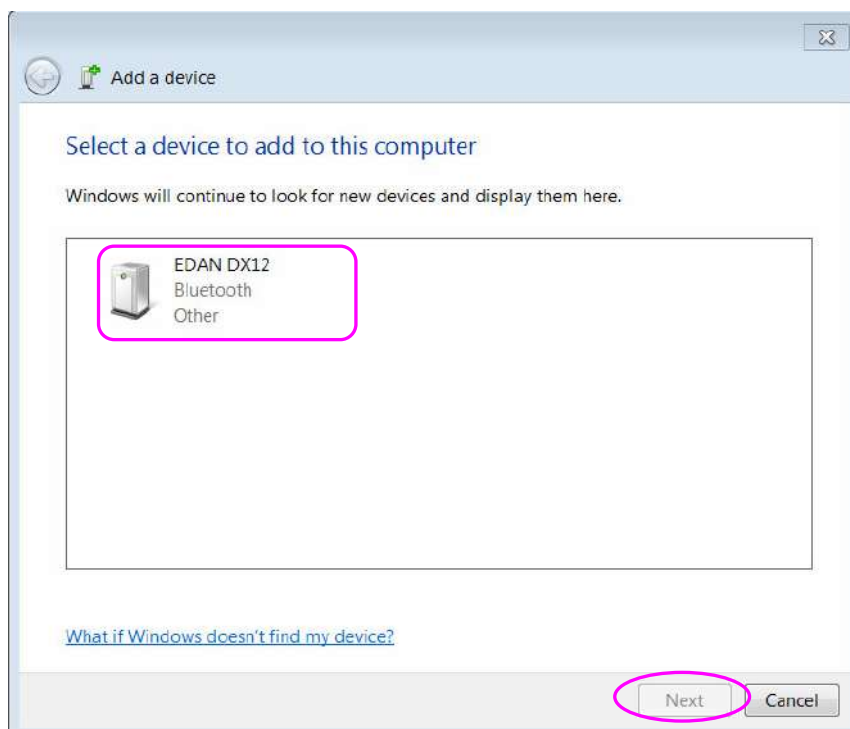 Add a device
Select a device to add to this computer
Windows will continue to look for new devices and display them here.
EDAN DX12
Bluetooth
Other
What if Windows doesn't find my device?
Next
Cancel